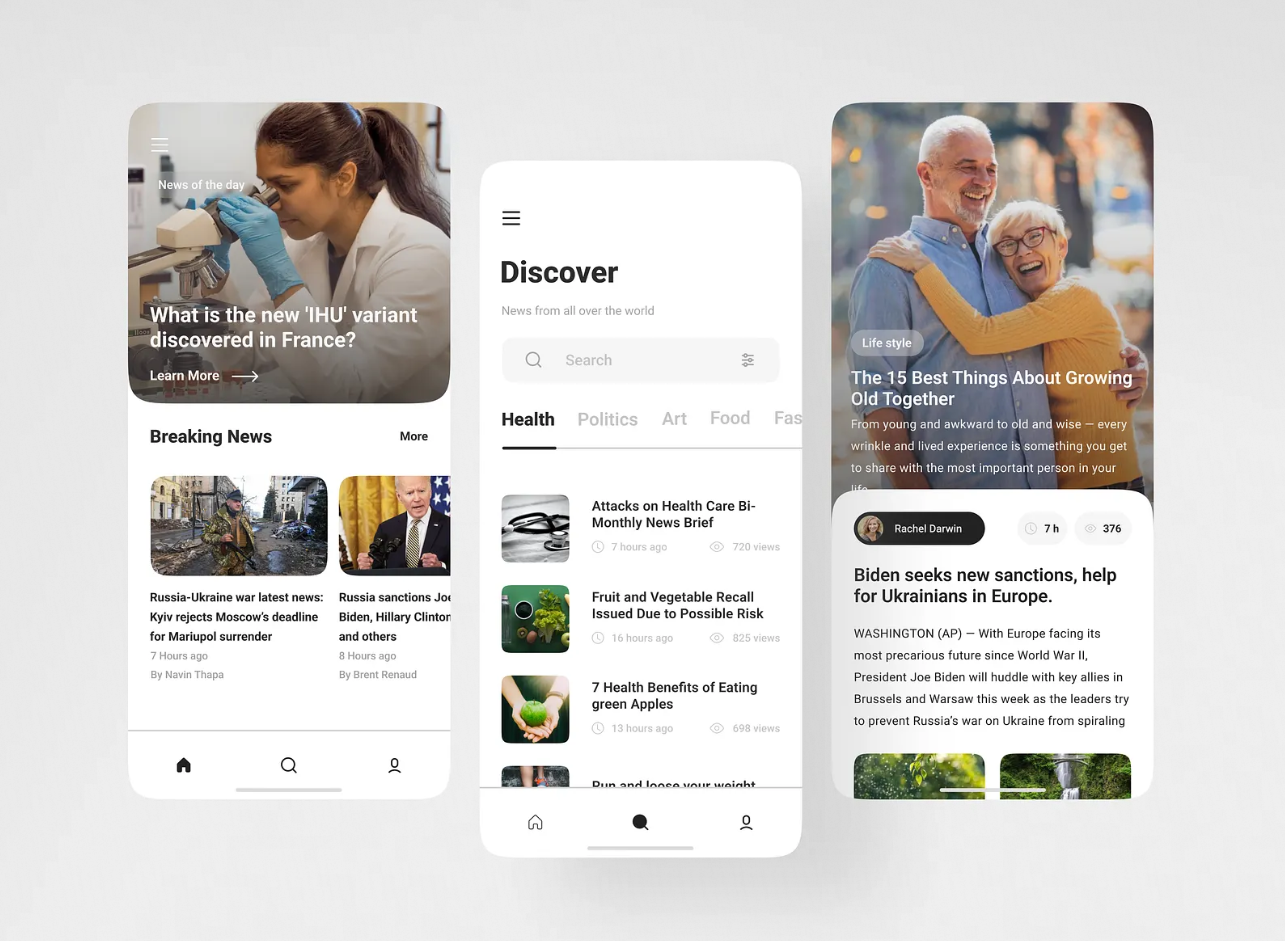 News of the day
What is the new 'IHU' variant
discovered in France?
Learn More
Breaking News
More
Russia-Ukraine war latest news:
Kyiv rejects Moscow's deadline
for Mariupol surrender
7 Hours ago
By Navin Thapa
Russia sanctions Joe
Biden, Hillary Clinton
and others
8 Hours ago
By Brent Renaud
Discover
News from all over the world
Search
Health Politics Art Food Fas
Attacks on Health Care Bi-
Monthly News Brief
7 hours ago 720 views
Fruit and Vegetable Recall
Issued Due to Possible Risk
16 hours ago 825 views
7 Health Benefits of Eating
green Apples
13 hours ago 698 views
Run and loose your weight
Life style
The 15 Best Things About Growing
Old Together
From young and awkward to old and wise — every
wrinkle and lived experience is something you get
to share with the most important person in your
life
Rachel Darwin
7 h
376
Biden seeks new sanctions, help
for Ukrainians in Europe.
WASHINGTON (AP) — With Europe facing its
most precarious future since World War II,
President Joe Biden will huddle with key allies in
Brussels and Warsaw this week as the leaders try
to prevent Russia's war on Ukraine from spiraling